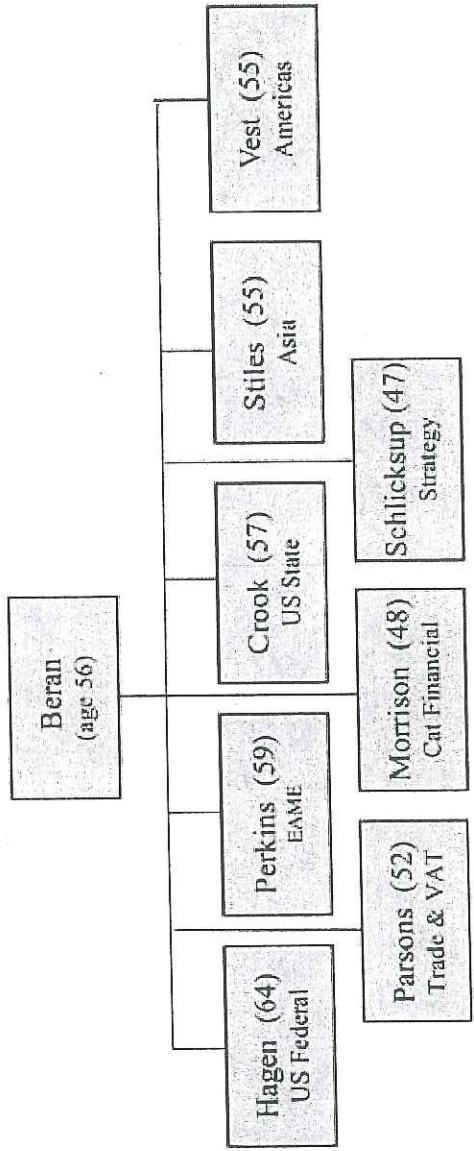 Beran
(age 56)
Hagen (64)
US Federal
Perkins (59)
EAME
Crook (57)
US State
Stiles (55)
Asia
Vest (55)
Americas
Parsons (52)
Trade & VAT
Morrison (48)
Cat Financial
Schlicksup (47)
Strategy